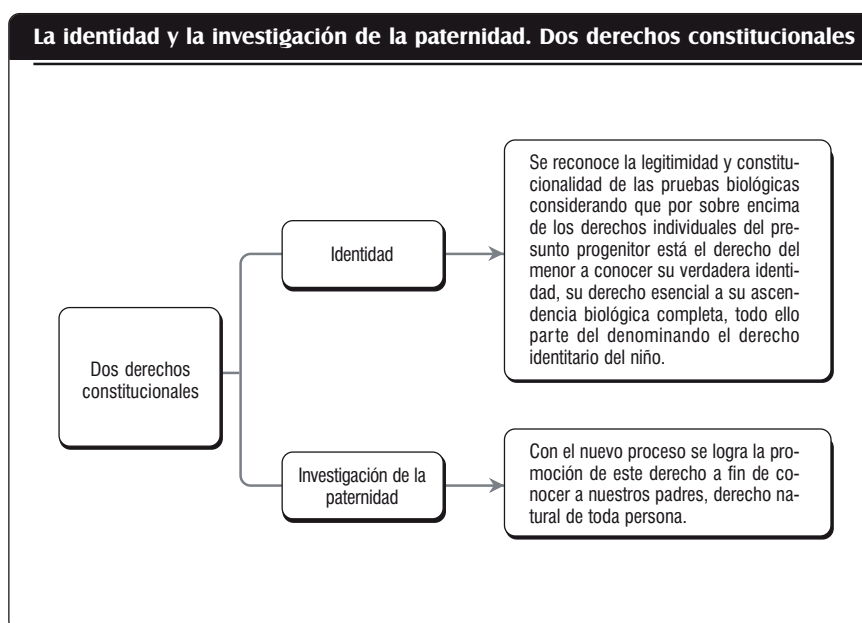 La identidad y la investigación de la paternidad. Dos derechos constitucionales
Dos derechos
constitucionales
Identidad
Se reconoce la legitimidad y constitu-
cionalidad de las pruebas biológicas
considerando que por sobre encima
de los derechos individuales del pre-
sunto progenitor está el derecho del
menor a conocer su verdadera identi-
dad, su derecho esencial a su ascen-
dencia biológica completa, todo ello
parte del denominando el derecho
identitario del niño.
Investigación de la
paternidad
Con el nuevo proceso se logra la pro-
moción de este derecho a fin de co-
nocer a nuestros padres, derecho na-
tural de toda persona.